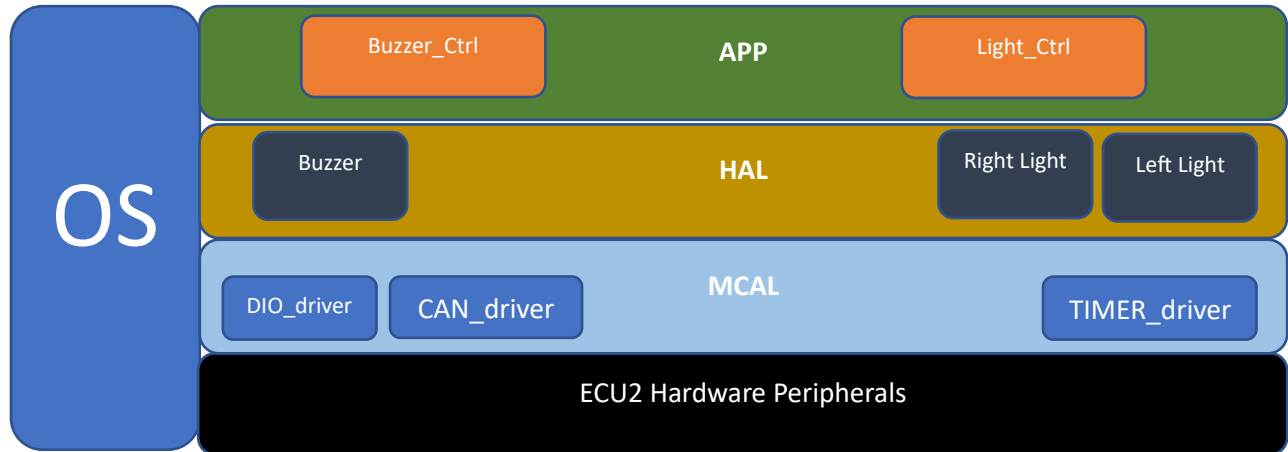 OS
Buzzer_Ctrl
APP
Light_Ctrl
Buzzer
HAL
Right Light
Left Light
MCAL
DIO_driver
CAN_driver
TIMER_driver
ECU2 Hardware Peripherals